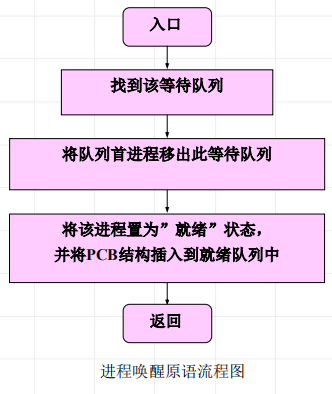 入口
找到该等待队列
将队列首进程移出此等待队列
将该进程置为”就绪”状态，
并将PCB结构插入到就绪队列中
返回
进程唤醒原语流程图